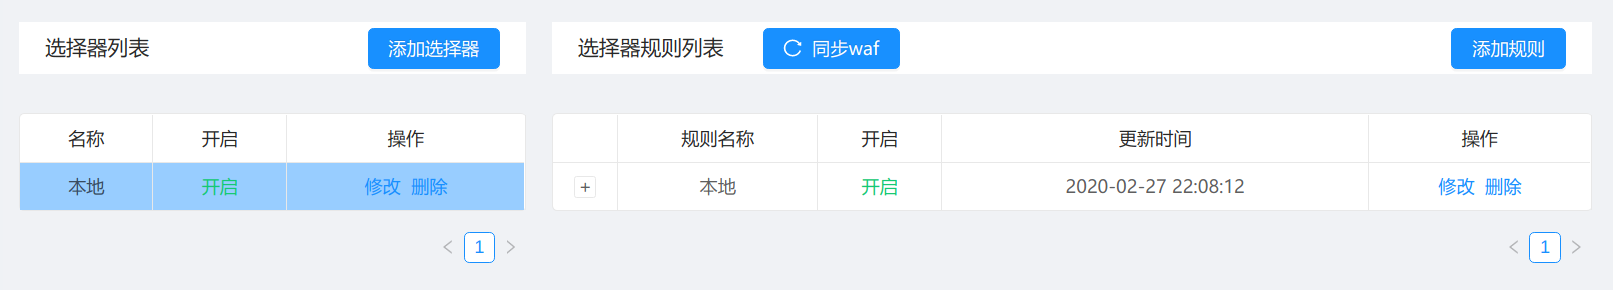 选择器列表 添加选择器
名称 开启 操作
本地 开启 修改 删除
1
选择器规则列表 同步waf 添加规则
规则名称 开启 更新时间 操作
+ 本地 开启 2020-02-27 22:08:12 修改 删除
1